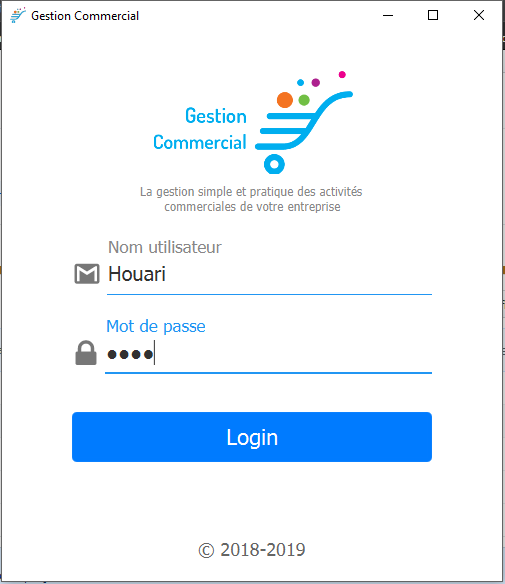 Gestion Commercial
Gestion
Commercial
La gestion simple et pratique des activités
commerciales de votre entreprise
Nom utilisateur
Houari
Mot de passe
●●●●
Login
© 2018-2019